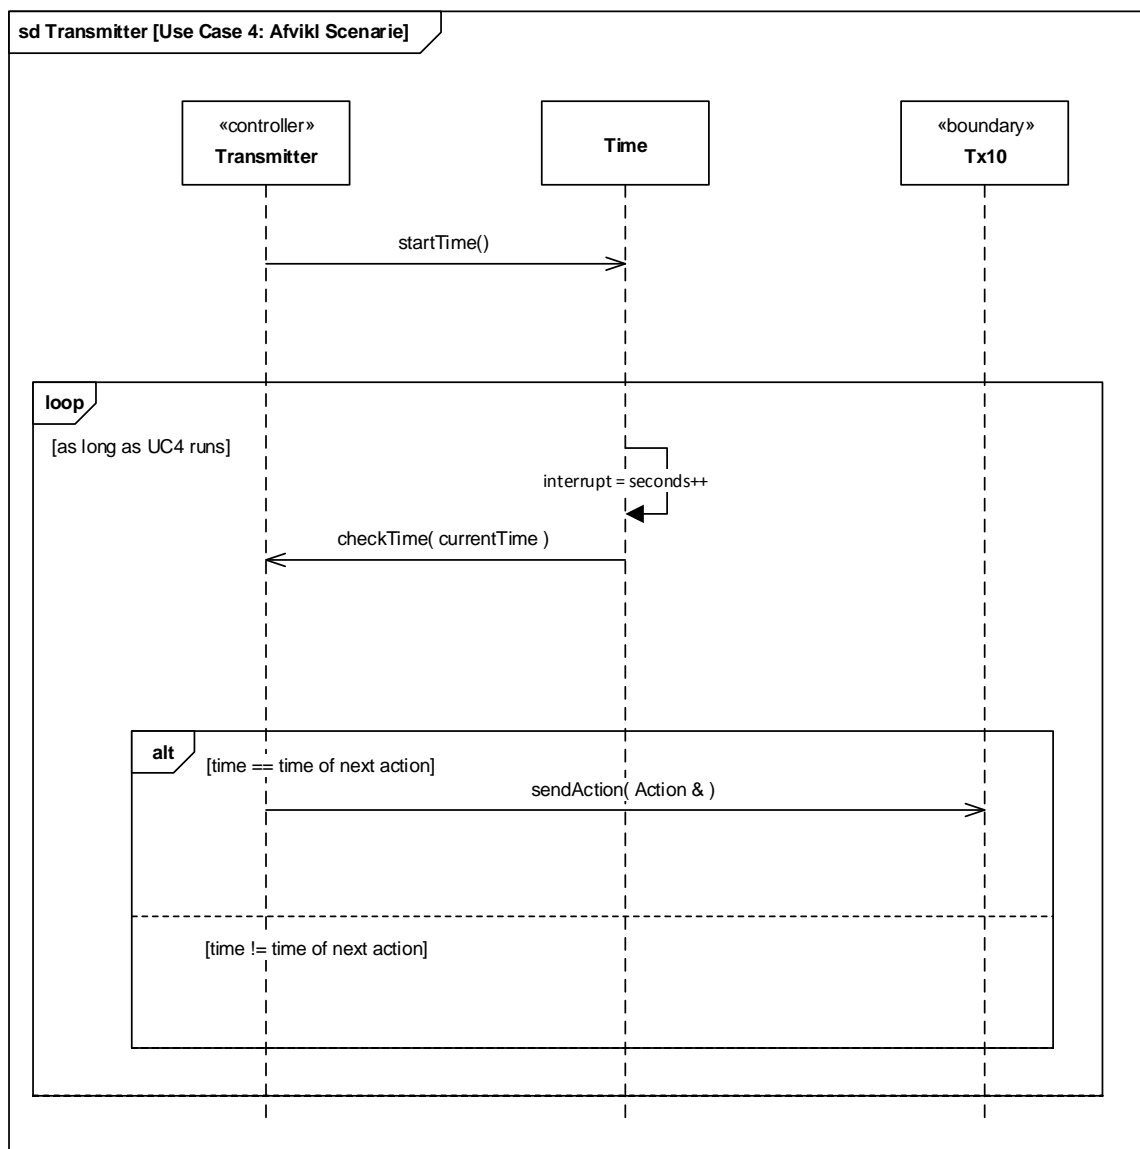 sd Transmitter [Use Case 4: Afvikl Scenarie]
«controller»
Transmitter
Time
«boundary»
Tx10
startTime()
loop
[as long as UC4 runs]
interrupt = seconds++
checkTime( currentTime )
alt
[time == time of next action]
sendAction( Action & )
[time != time of next action]